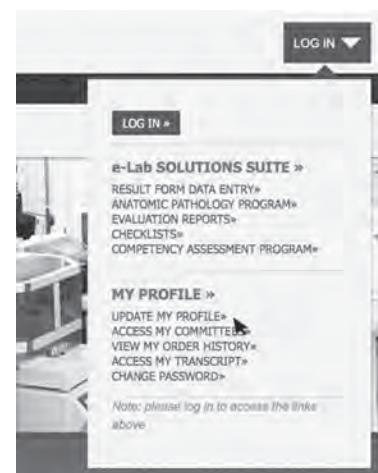 LOG IN
LOG IN »
e-Lab SOLUTIONS SUITE »
RESULT FORM DATA ENTRY»
ANATOMIC PATHOLOGY PROGRAM»
EVALUATION REPORTS»
CHECKLISTS»
COMPETENCY ASSESSMENT PROGRAM»
MY PROFILE »
UPDATE MY PROFILE»
ACCESS MY COMMITTEES»
VIEW MY ORDER HISTORY»
ACCESS MY TRANSCRIPT»
CHANGE PASSWORD»
Note: please log in to access the links
above